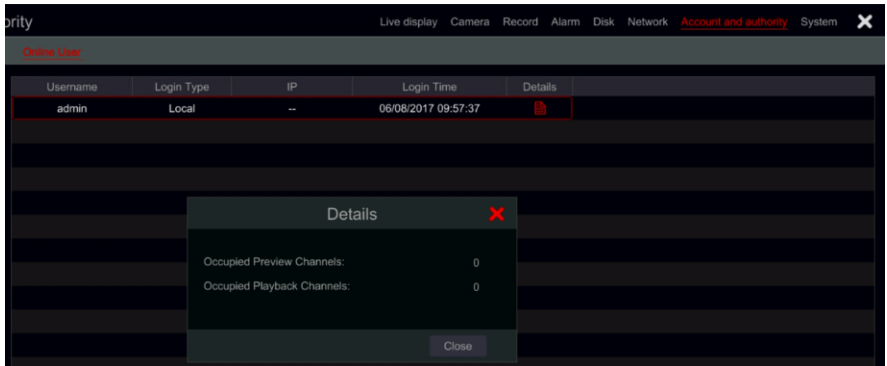 ority Live display Camera Record Alarm Disk Network Account and authority System
Online User
Username Login Type IP Login Time Details
admin Local -- 06/08/2017 09:57:37
Details
Occupied Preview Channels: 0
Occupied Playback Channels: 0
Close